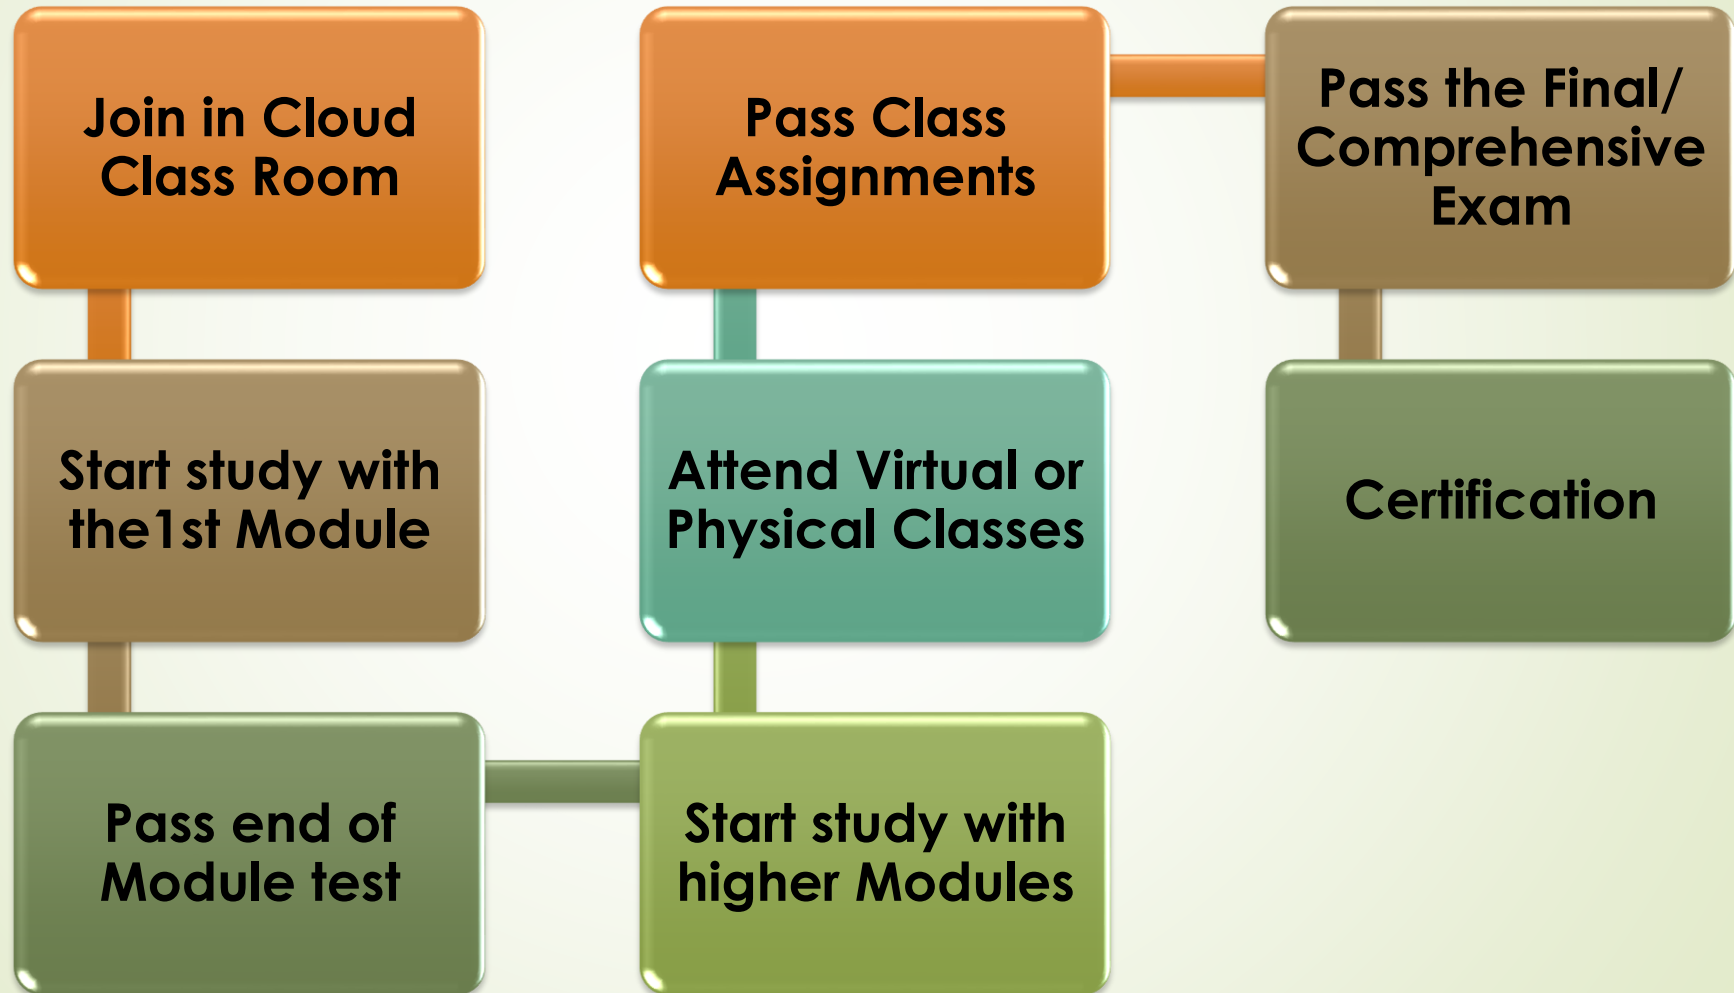 Join in Cloud
Class Room
Start study with
the1st Module
Pass end of
Module test
Start study with
higher Modules
Attend Virtual or
Physical Classes
Pass Class
Assignments
Pass the Final/
Comprehensive
Exam
Certification